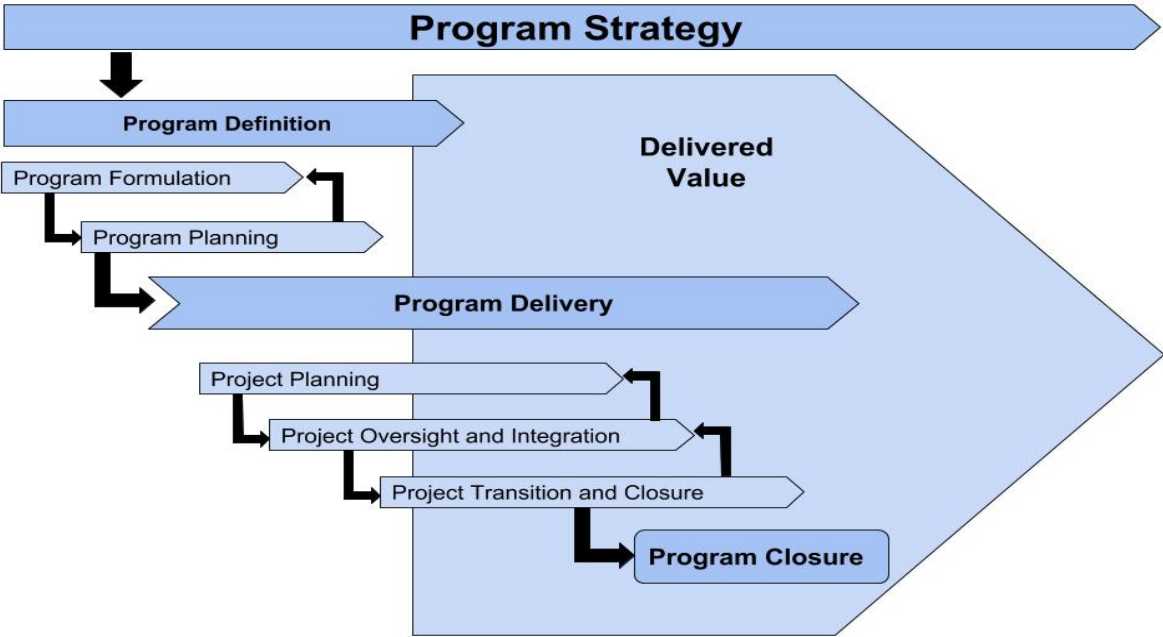 Program Strategy
Program Definition
Delivered
Value
Program Formulation
Program Planning
Program Delivery
Project Planning
Project Oversight and Integration
Project Transition and Closure
Program Closure